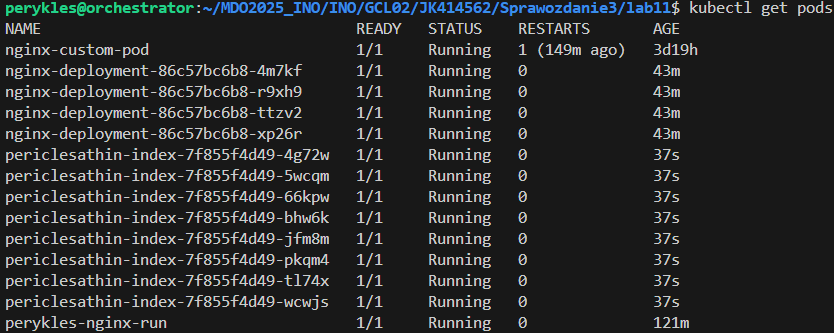 perykles@orchestrator:~/MDO2025_INO/INO/GCL02/JK414562/Sprawozdanie3/lab11$ kubectl get pods
NAME READY STATUS RESTARTS AGE
nginx-custom-pod 1/1 Running 1 (149m ago) 3d19h
nginx-deployment-86c57bc6b8-4m7kf 1/1 Running 0 43m
nginx-deployment-86c57bc6b8-r9xh9 1/1 Running 0 43m
nginx-deployment-86c57bc6b8-ttzv2 1/1 Running 0 43m
nginx-deployment-86c57bc6b8-xp26r 1/1 Running 0 43m
periclesathin-index-7f855f4d49-4g72w 1/1 Running 0 37s
periclesathin-index-7f855f4d49-5wcqm 1/1 Running 0 37s
periclesathin-index-7f855f4d49-66kpw 1/1 Running 0 37s
periclesathin-index-7f855f4d49-bhw6k 1/1 Running 0 37s
periclesathin-index-7f855f4d49-jfm8m 1/1 Running 0 37s
periclesathin-index-7f855f4d49-pkqm4 1/1 Running 0 37s
periclesathin-index-7f855f4d49-tl74x 1/1 Running 0 37s
periclesathin-index-7f855f4d49-wcwjs 1/1 Running 0 37s
perykles-nginx-run 1/1 Running 0 121m